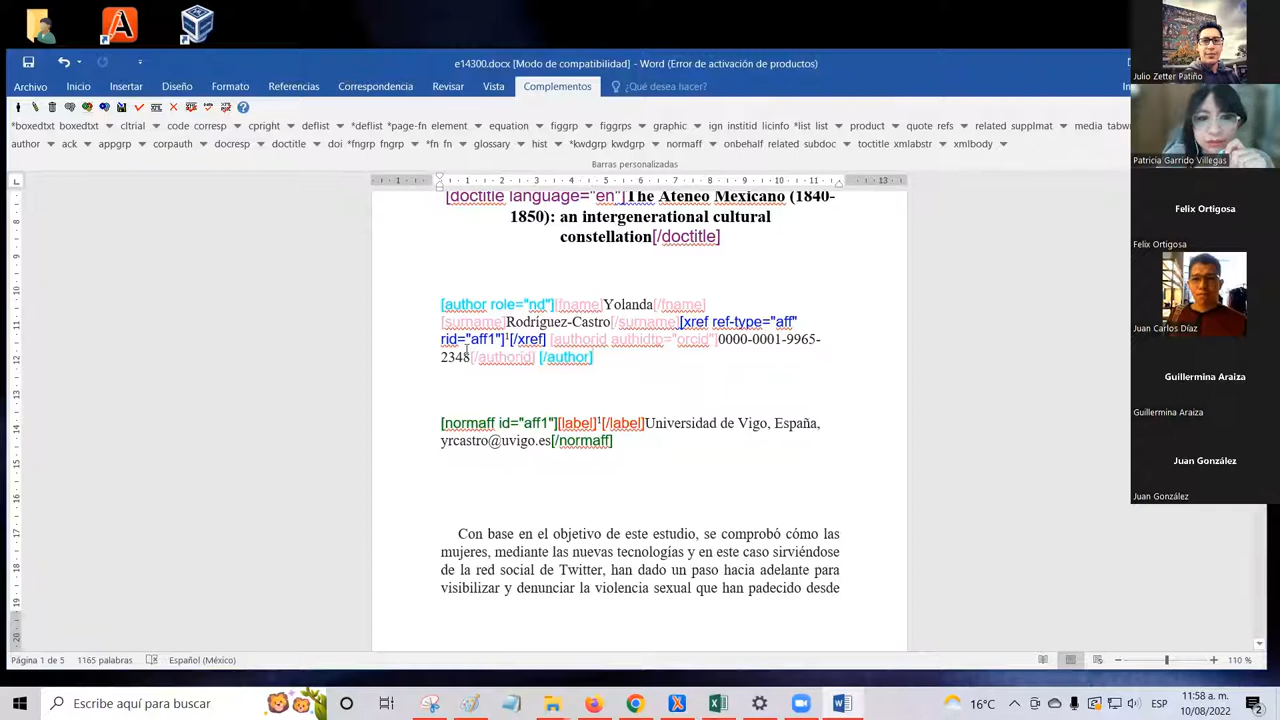 e14300.docx [Modo de compatibilidad] - Word (Error de activación de productos)
Archivo Inicio Insertar Diseño Formato Referencias Correspondencia Revisar Vista Complementos ¿Qué desea hacer?
*boxedtxt boxedtxt cltrial code corresp cpright deflist *deflist *page-fn element equation figgrp figgrps graphic ign institid licinfo *list list product quote refs related supplmat media tabw
author ack appgrp corpauth docresp doctitle doi *fngrp fngrp *fn fn glossary hist *kwdgrp kwdgrp normaff onbehalf related subdoc toctitle xmlabstr xmlbody
Barras personalizadas
[doctitle language="en"]The Ateneo Mexicano (1840-
1850): an intergenerational cultural
constellation[/doctitle]
[author role="nd"][fname]Yolanda[/fname]
[surname]Rodríguez-Castro[/surname][xref ref-type="aff"
rid="aff1"]1[/xref] [authorid authidtp="orcid"]0000-0001-9965-
2348[/authorid] [/author]
[normaff id="aff1"][label]1[/label]Universidad de Vigo, España,
yrcastro@uvigo.es[/normaff]
Con base en el objetivo de este estudio, se comprobó cómo las
mujeres, mediante las nuevas tecnologías y en este caso sirviéndose
de la red social de Twitter, han dado un paso hacia adelante para
visibilizar y denunciar la violencia sexual que han padecido desde
Página 1 de 5 1165 palabras Español (México) 110 %
Escribe aquí para buscar
16°C ESP
11:58 a. m.
10/08/2022
2
Julio Zetter Patiño
Patricia Garrido Villegas
Felix Ortigosa
Felix Ortigosa
Juan Carlos Díaz
Guillermina Araiza
Guillermina Araiza
Juan González
Juan González